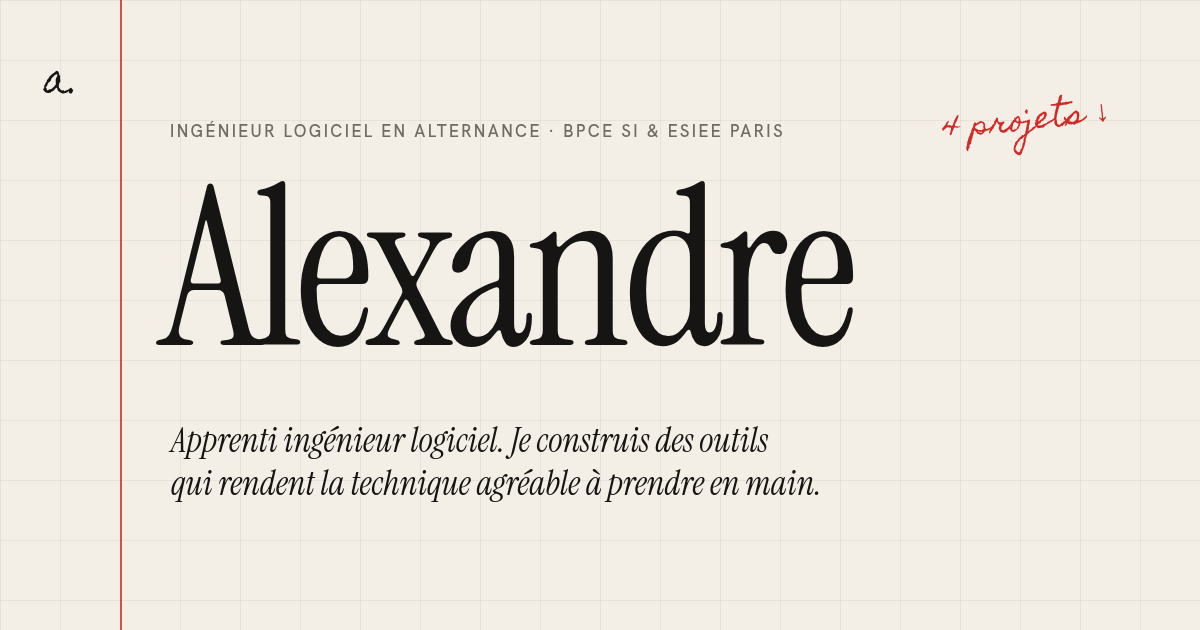 a.
INGÉNIEUR LOGICIEL EN ALTERNANCE · BPCE SI & ESIEE PARIS
4 projets ↓
Alexandre
Apprenti ingénieur logiciel. Je construis des outils
qui rendent la technique agréable à prendre en main.